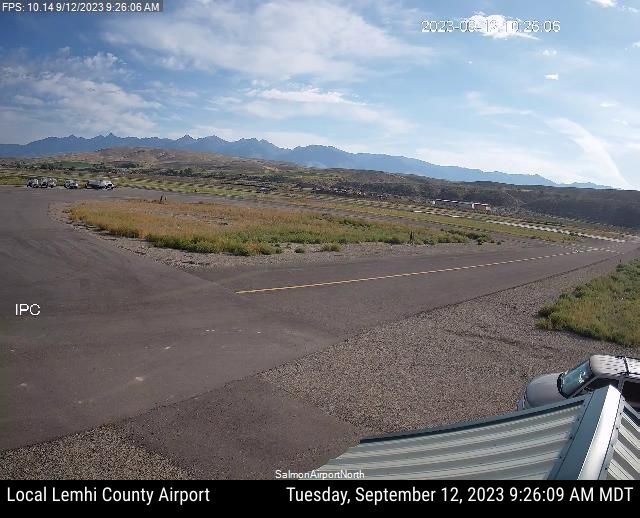 FPS: 10.14 9/12/2023 9:26:06 AM
IPC
SalmonAirportNorth
Local Lemhi County Airport
Tuesday, September 12, 2023 9:26:09 AM MDT